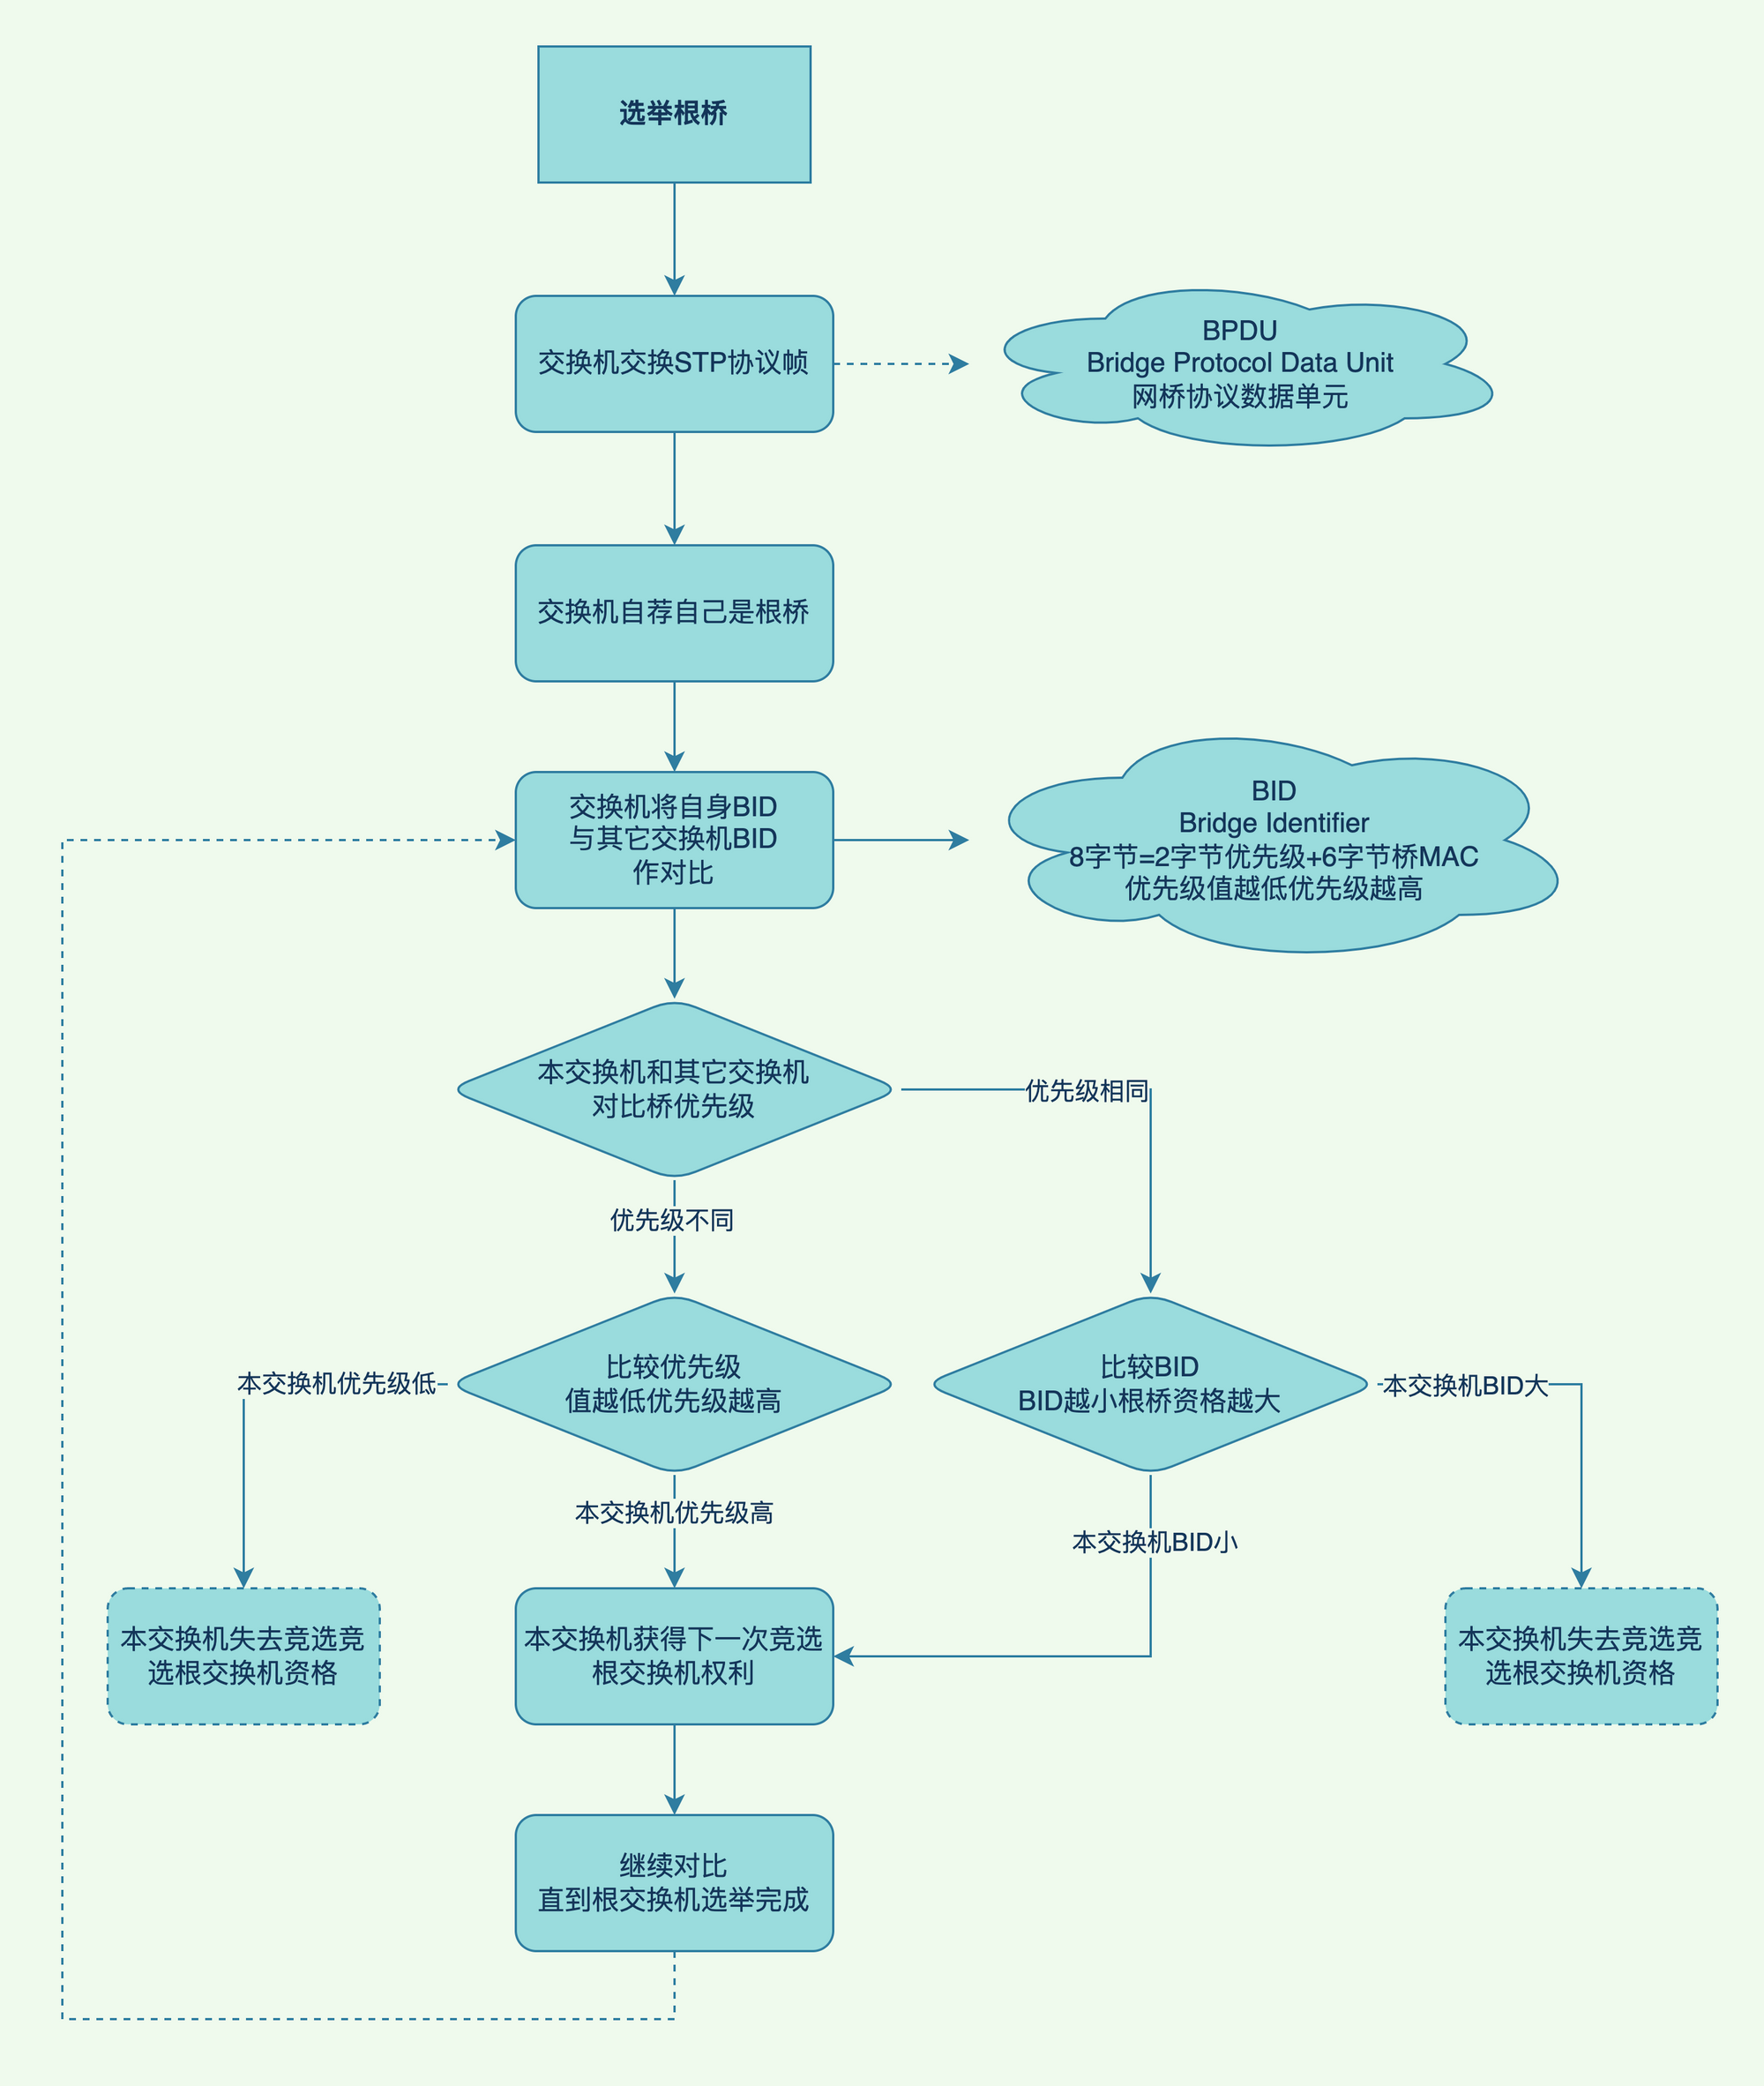 选举根桥
交换机交换STP协议帧
BPDU
Bridge Protocol Data Unit
网桥协议数据单元
交换机自荐自己是根桥
交换机将自身BID
与其它交换机BID
作对比
BID
Bridge Identifier
8字节=2字节优先级+6字节桥MAC
优先级值越低优先级越高
本交换机和其它交换机
对比桥优先级
优先级相同
优先级不同
比较优先级
值越低优先级越高
比较BID
BID越小根桥资格越大
本交换机优先级低
本交换机BID大
本交换机优先级高
本交换机BID小
本交换机失去竞选竞
选根交换机资格
本交换机获得下一次竞选
根交换机权利
本交换机失去竞选竞
选根交换机资格
继续对比
直到根交换机选举完成